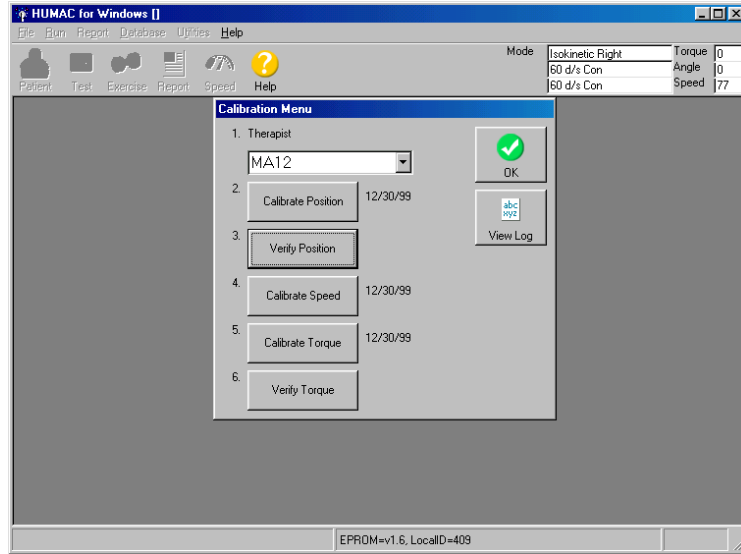 HUMAC for Windows []
File Run Report Database Utilities Help
Patient Test Exercise Report Speed Help
Mode Isokinetic Right Torque 0
60 d/s Con Angle 0
60 d/s Con Speed 77
Calibration Menu
1. Therapist
MA12
OK
2. Calibrate Position 12/30/99
abc
xyz
View Log
3. Verify Position
4. Calibrate Speed 12/30/99
5. Calibrate Torque 12/30/99
6. Verify Torque
EPROM=v1.6, LocalID=409